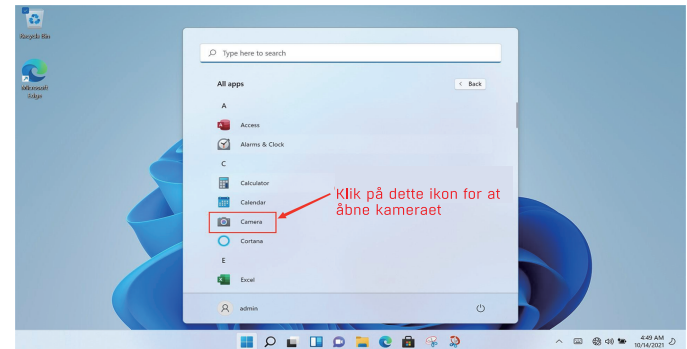 Recycle Bin
Microsoft
Edge
Type here to search
All apps
< Back
A
Access
Alarms & Clock
C
Calculator
Calendar
Klik på dette ikon for at
åbne kameraet
Camera
Cortana
E
Excel
admin
4:49 AM
10/14/2021